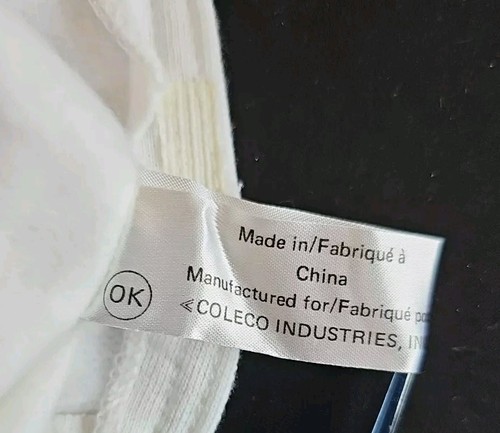 Made in/Fabriqué à
China
Manufactured for/Fabriqué
OK
≪COLECO INDUSTRIES,